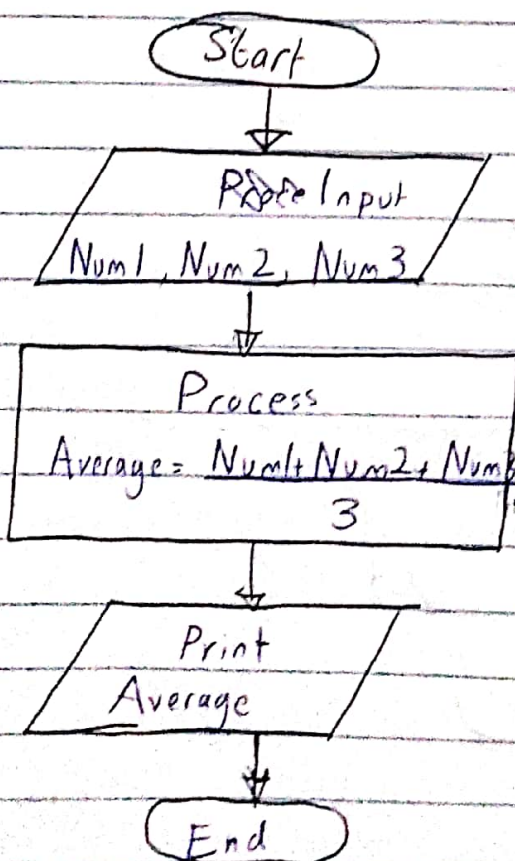 Start
Input
Num1, Num2, Num3
Process
Average = Num1+ Num2+ Num3
3
Print
Average
End